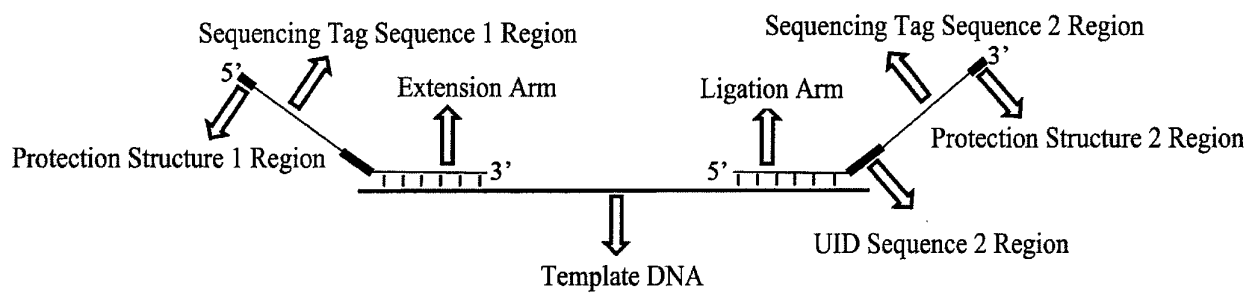 Sequencing Tag Sequence 1 Region
Sequencing Tag Sequence 2 Region
5’
3’
Extension Arm
Ligation Arm
Protection Structure 1 Region
Protection Structure 2 Region
3’
5’
UID Sequence 2 Region
Template DNA